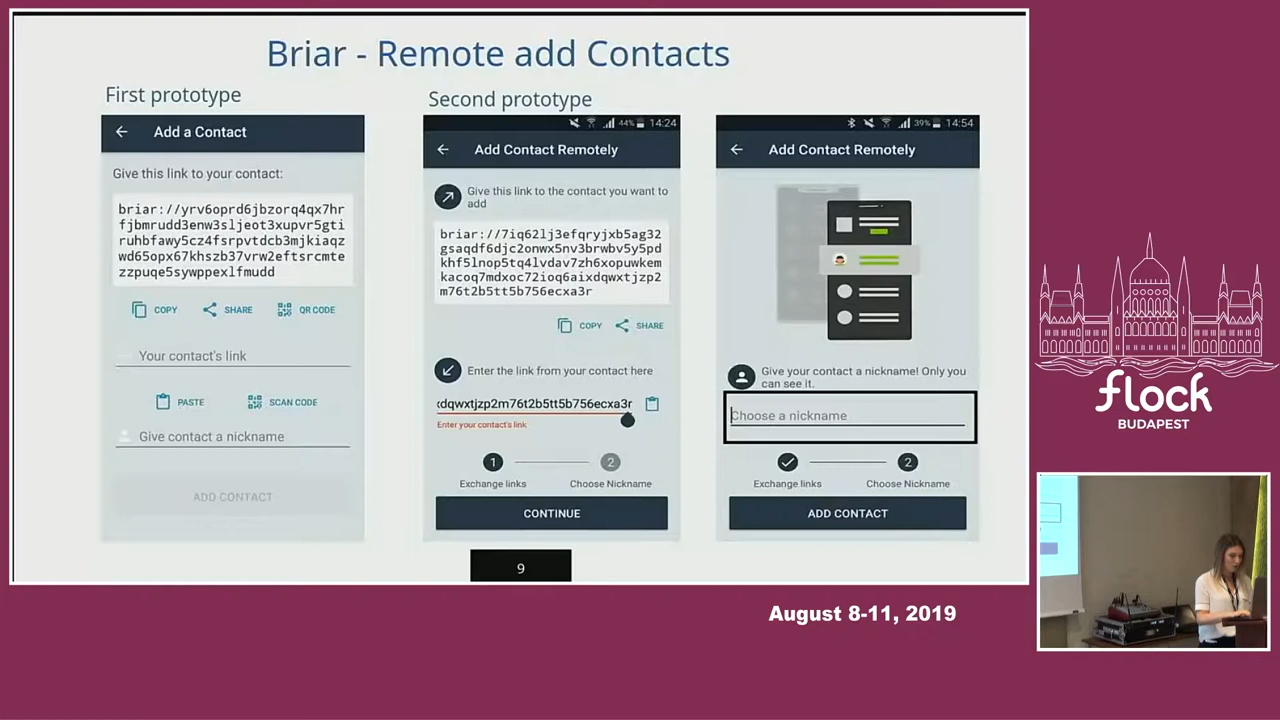 Briar - Remote add Contacts
First prototype
Add a Contact
Give this link to your contact:
briar://yrv6oprd6jbzorq4qx7hr
fjbmrudd3enw3sljeot3xupvr5gti
ruhbfawy5cz4fsrpvtdcb3mjkiaqz
wd65opx67khszb37vrw2eftsrcmte
zzpuqe5sywppexlfmudd
COPY SHARE QR CODE
Your contact's link
PASTE SCAN CODE
Give contact a nickname
ADD CONTACT
Second prototype
44% 14:24
Add Contact Remotely
Give this link to the contact you want to
add
briar://7iq62lj3efqryjxb5ag32
gsaqdf6djc2onwx5nv3brwbv5y5pd
khf5lnop5tq4lvdav7zh6xopuwkem
kacoq7mdxoc72ioq6aixdqwxtjzp2
m76t2b5tt5b756ecxa3r
COPY SHARE
Enter the link from your contact here
dqwxtjzp2m76t2b5tt5b756ecxa3r
Enter your contact's link
1 2
Exchange links Choose Nickname
CONTINUE
39% 14:54
Add Contact Remotely
Give your contact a nickname! Only you
can see it.
Choose a nickname
2
Exchange links Choose Nickname
ADD CONTACT
9
flock
BUDAPEST
August 8-11, 2019